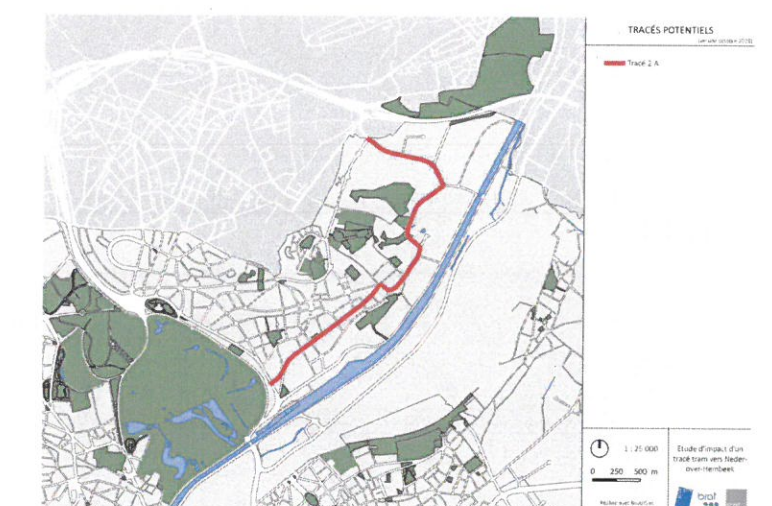 TRACÉS POTENTIELS
Tracé 2 A
1 : 25 000
0 250 500 m
Etude d'impact d'un
tracé tram vers Neder-
over-Hembeek
brat